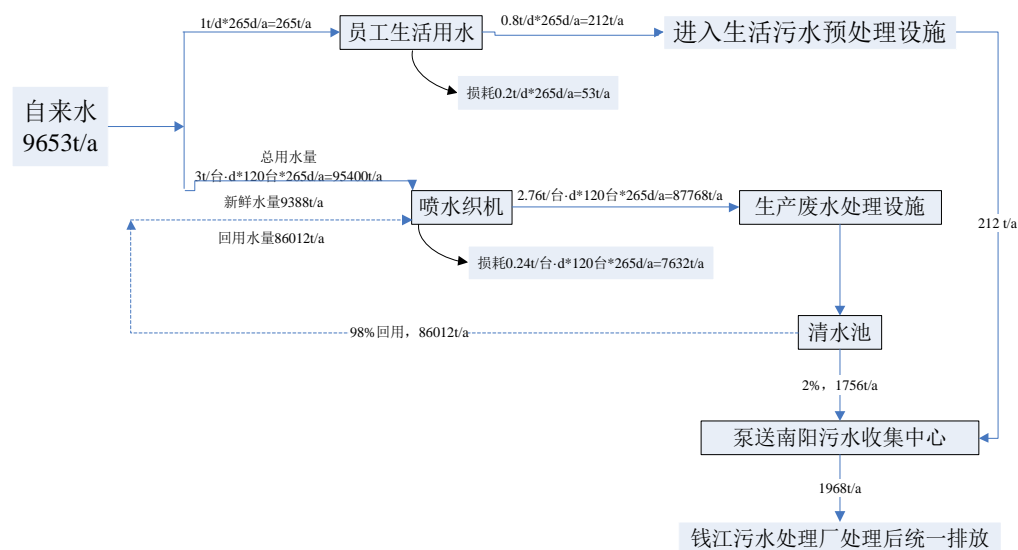 1t/d*265d/a=265t/a
员工生活用水
0.8t/d*265d/a=212t/a
进入生活污水预处理设施
损耗0.2t/d*265d/a=53t/a
自来水
9653t/a
总用水量
3t/台·d*120台*265d/a=95400t/a
新鲜水量9388t/a
喷水织机
2.76t/台·d*120台*265d/a=87768t/a
生产废水处理设施
212 t/a
回用水量86012t/a
损耗0.24t/台·d*120台*265d/a=7632t/a
98%回用，86012t/a
清水池
2%，1756t/a
泵送南阳污水收集中心
1968t/a
钱江污水处理厂处理后统一排放